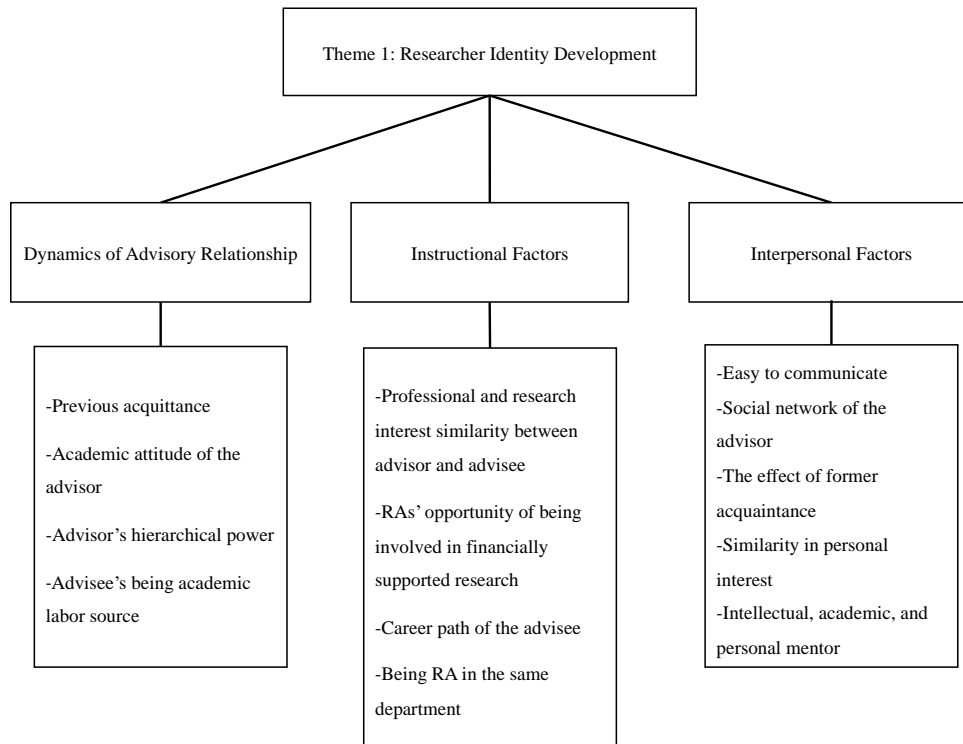 Theme 1: Researcher Identity Development
Dynamics of Advisory Relationship
Instructional Factors
Interpersonal Factors
-Previous acquittance
-Academic attitude of the
advisor
-Advisor's hierarchical power
-Advisee's being academic
labor source
-Professional and research
interest similarity between
advisor and advisee
-RAs' opportunity of being
involved in financially
supported research
-Career path of the advisee
-Being RA in the same
department
-Easy to communicate
-Social network of the
advisor
-The effect of former
acquaintance
-Similarity in personal
interest
-Intellectual, academic, and
personal mentor